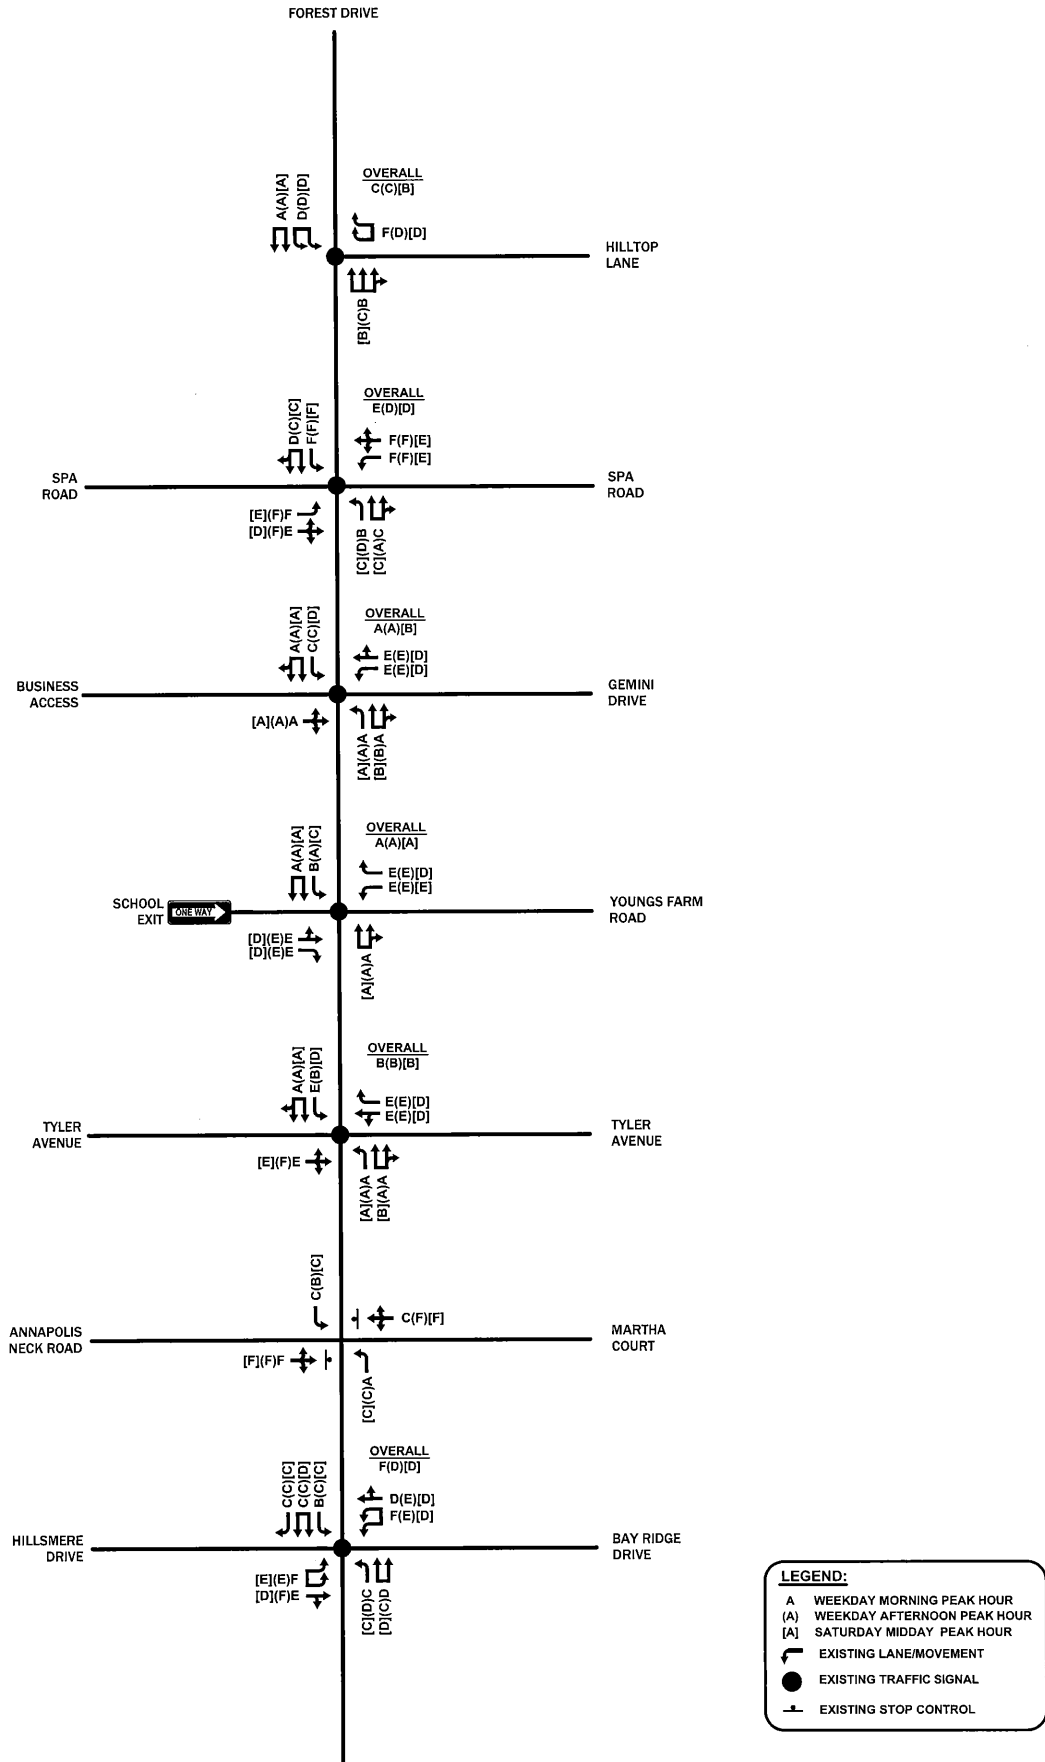 FOREST DRIVE
OVERALL
C(C)[B]
A(A)[A]
D(D)[D]
F(D)[D]
HILLTOP
LANE
[B](C)B
OVERALL
E(D)[D]
D(C)[C]
F(F)[F]
F(F)[E]
F(F)[E]
SPA
ROAD
SPA
ROAD
[E](F)F
[D](F)E
[C](D)B
[C](A)C
OVERALL
A(A)[B]
A(A)[A]
C(C)[D]
E(E)[D]
E(E)[D]
BUSINESS
ACCESS
GEMINI
DRIVE
[A](A)A
[A](A)A
[B](B)A
OVERALL
A(A)[A]
A(A)[A]
B(A)[C]
E(E)[D]
E(E)[E]
SCHOOL
EXIT
ONE WAY
YOUNGS FARM
ROAD
[D](E)E
[D](E)E
[A](A)A
OVERALL
B(B)[B]
A(A)[A]
E(B)[D]
E(E)[D]
E(E)[D]
TYLER
AVENUE
TYLER
AVENUE
[E](F)E
[A](A)A
[B](A)A
C(B)[C]
C(F)[F]
ANNAPOLIS
NECK ROAD
MARTHA
COURT
[F](F)F
[C](C)A
OVERALL
F(D)[D]
C(C)[C]
C(C)[D]
B(C)[C]
D(E)[D]
F(E)[D]
HILLSMERE
DRIVE
BAY RIDGE
DRIVE
[E](E)F
[D](F)E
[C](D)C
[D](C)D
LEGEND:
A WEEKDAY MORNING PEAK HOUR
(A) WEEKDAY AFTERNOON PEAK HOUR
[A] SATURDAY MIDDAY PEAK HOUR
EXISTING LANE/MOVEMENT
EXISTING TRAFFIC SIGNAL
EXISTING STOP CONTROL